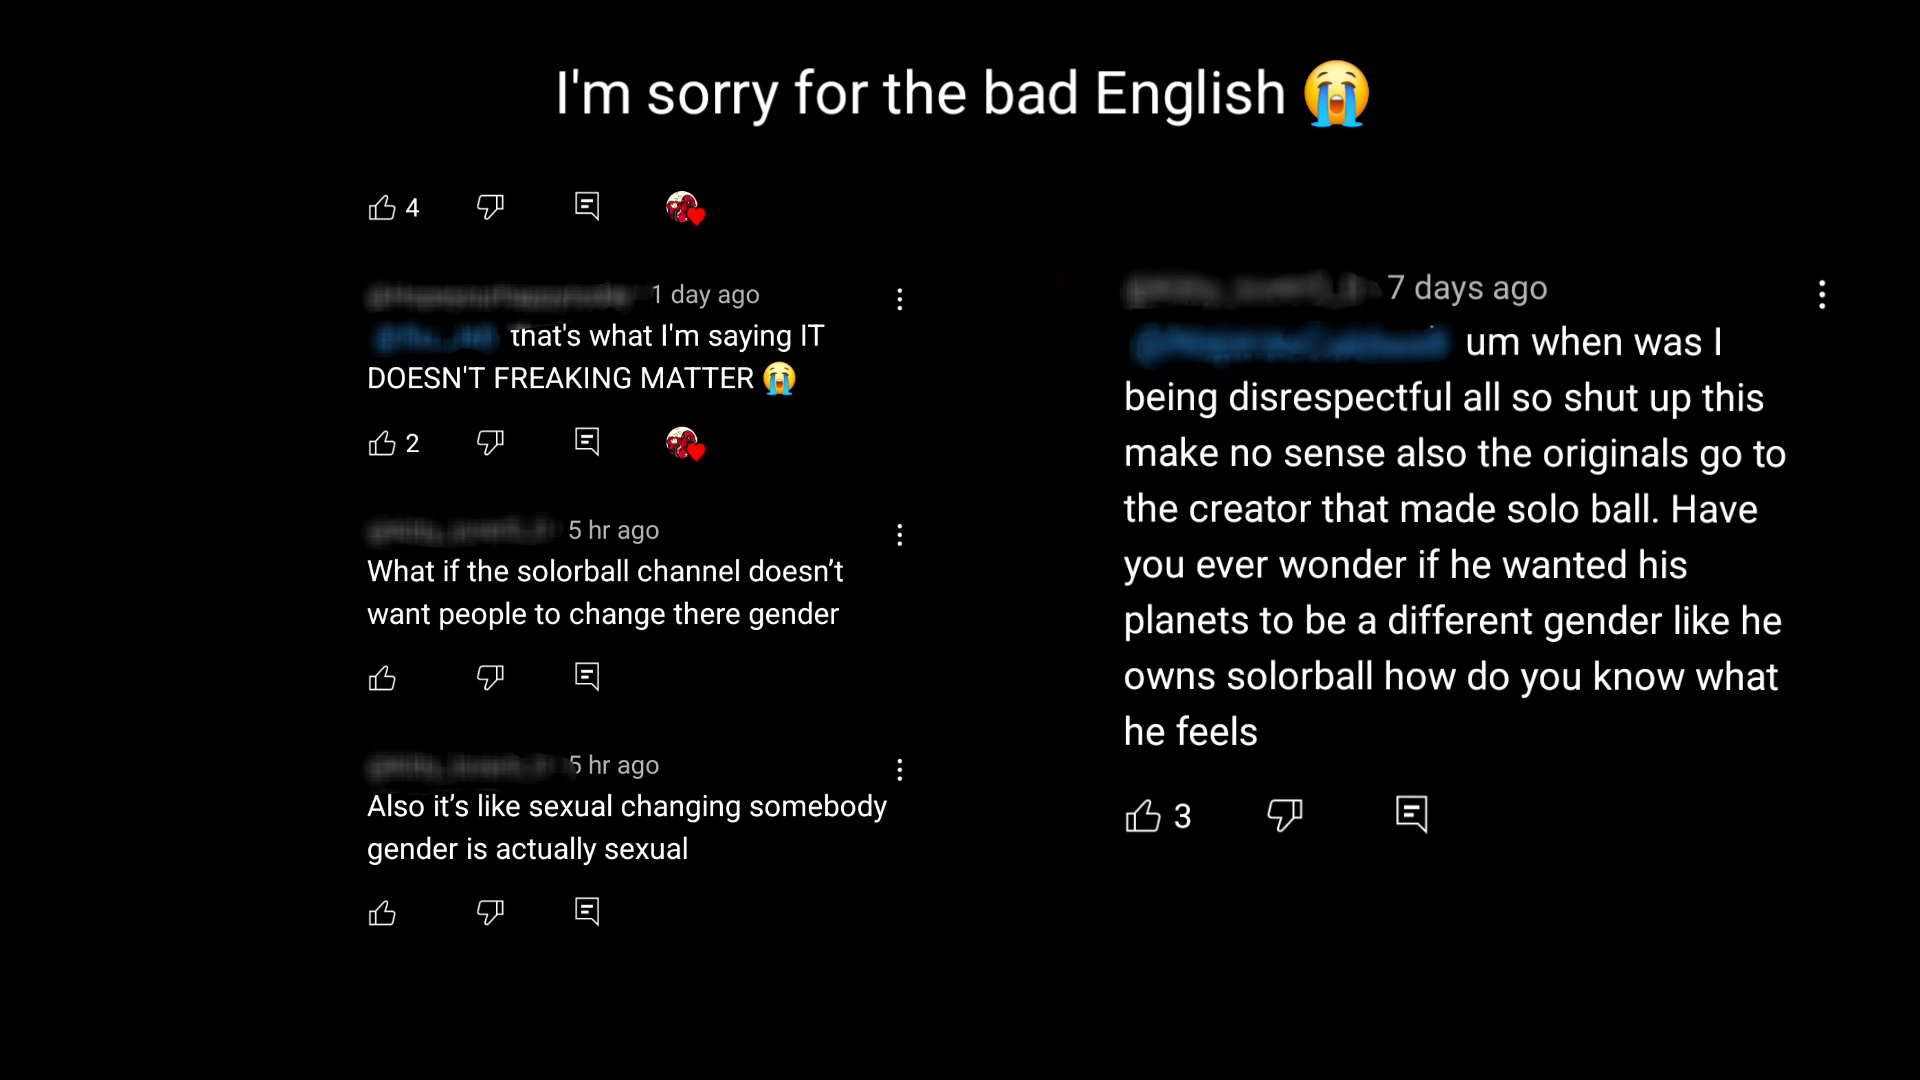 I'm sorry for the bad English 😭
4
1 day ago
that's what I'm saying IT
DOESN'T FREAKING MATTER 😭
2
5 hr ago
What if the solorball channel doesn’t
want people to change there gender
5 hr ago
Also it’s like sexual changing somebody
gender is actually sexual
7 days ago
um when was I
being disrespectful all so shut up this
make no sense also the originals go to
the creator that made solo ball. Have
you ever wonder if he wanted his
planets to be a different gender like he
owns solorball how do you know what
he feels
3